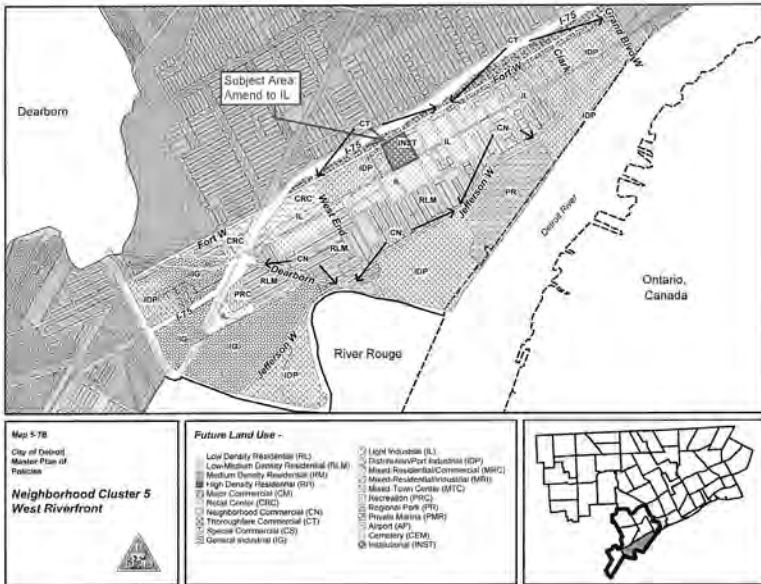 Dearborn
Subject Area:
Amend to IL
I-75
CT
Fort W
Clark
Grand Blvd W
IDP
IDP
INST
IL
IL
CN
IDP
CT
I-75
IDP
IL
CRC
IL
West End
RLM
Jefferson W
PR
Fort W
CRC
RLM
CN
CN
Dearborn
IG
IDP
I-75
PRC
RLM
IDP
IG
IG
Jefferson W
IDP
River Rouge
Detroit River
Ontario,
Canada
Map 5-7B
City of Detroit
Master Plan of
Policies
Neighborhood Cluster 5
West Riverfront
Future Land Use -
Low Density Residential (RL)
Low-Medium Density Residential (RLM)
Medium Density Residential (RM)
High Density Residential (RH)
Major Commercial (CM)
Retail Center (CRC)
Neighborhood Commercial (CN)
Thoroughfare Commercial (CT)
Special Commercial (CS)
General Industrial (IG)
Light Industrial (IL)
Distribution/Port Industrial (IDP)
Mixed-Residential/Commercial (MRC)
Mixed-Residential/Industrial (MRI)
Mixed Town Center (MTC)
Recreation (PRC)
Regional Park (PR)
Private Marina (PMR)
Airport (AP)
Cemetery (CEM)
Institutional (INST)